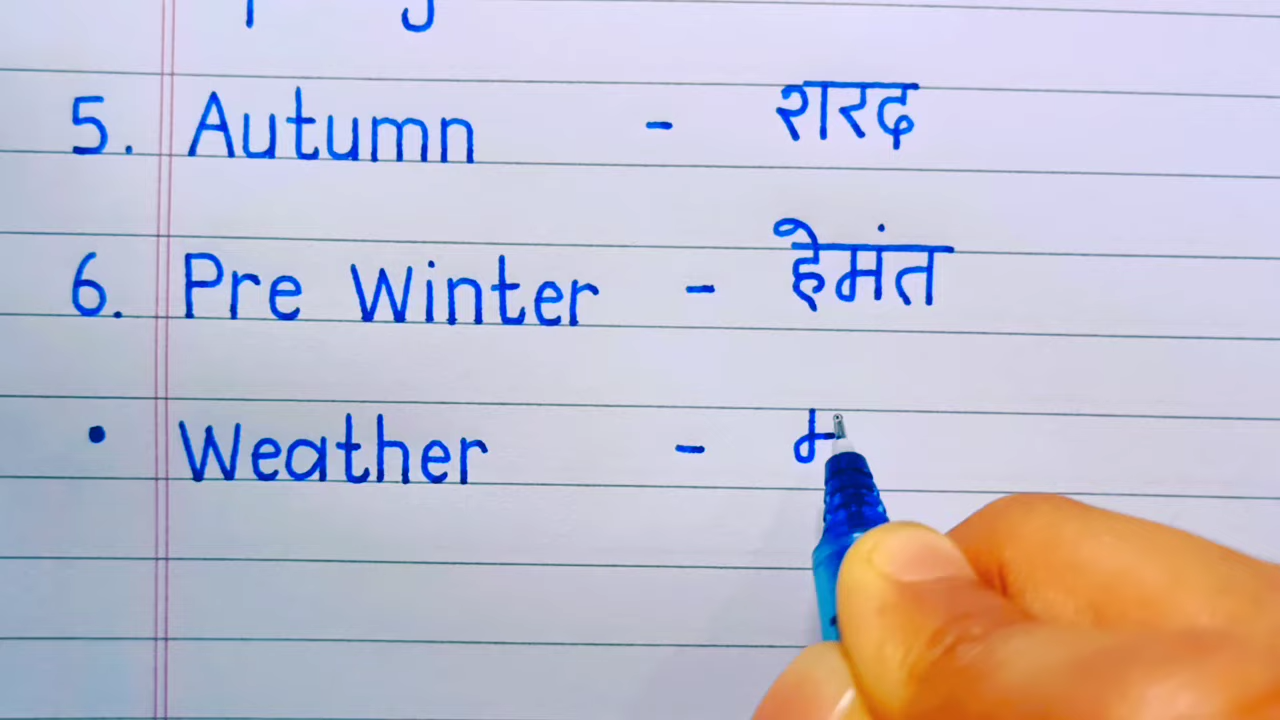 5. Autumn - शरद
6. Pre Winter - हेमंत
• Weather -